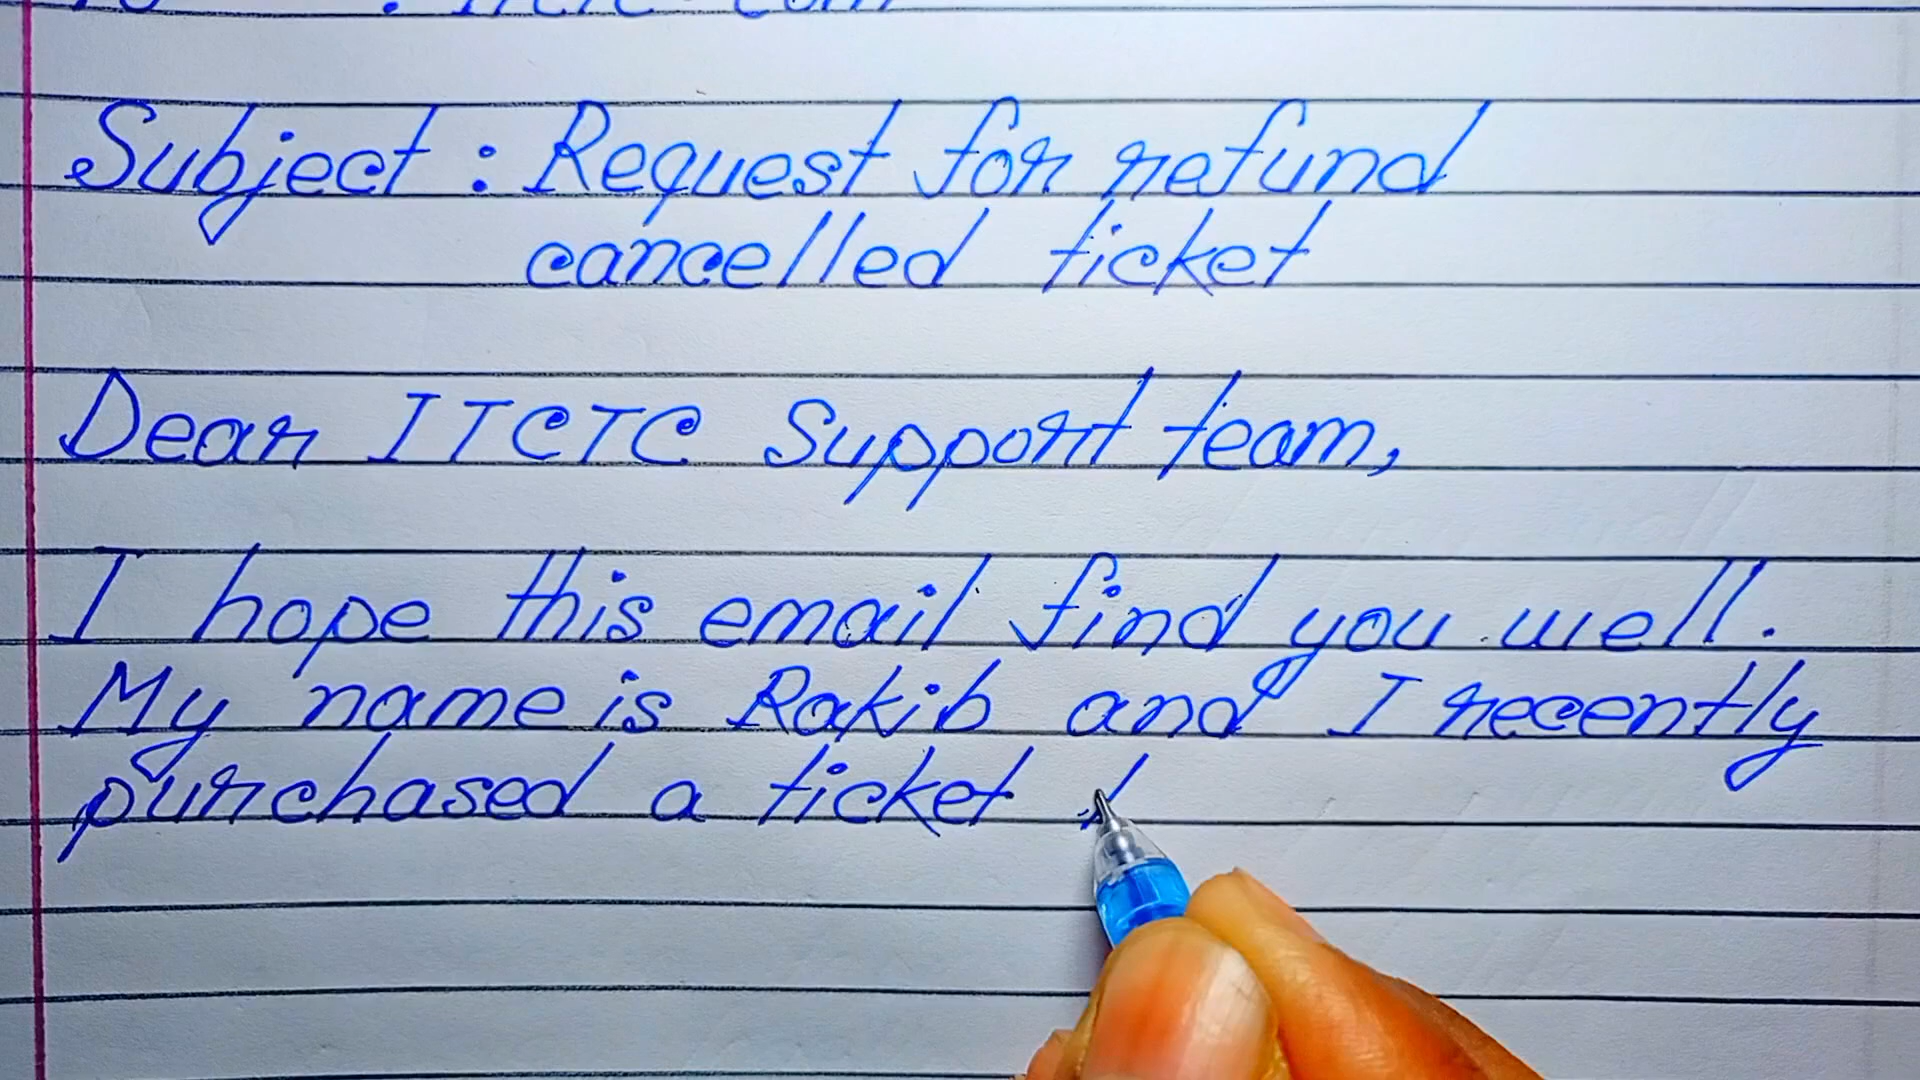 Subject : Request for refund
cancelled ticket
Dear ITCTC Support team,
I hope this email find you well.
My name is Rakib and I recently
purchased a ticket